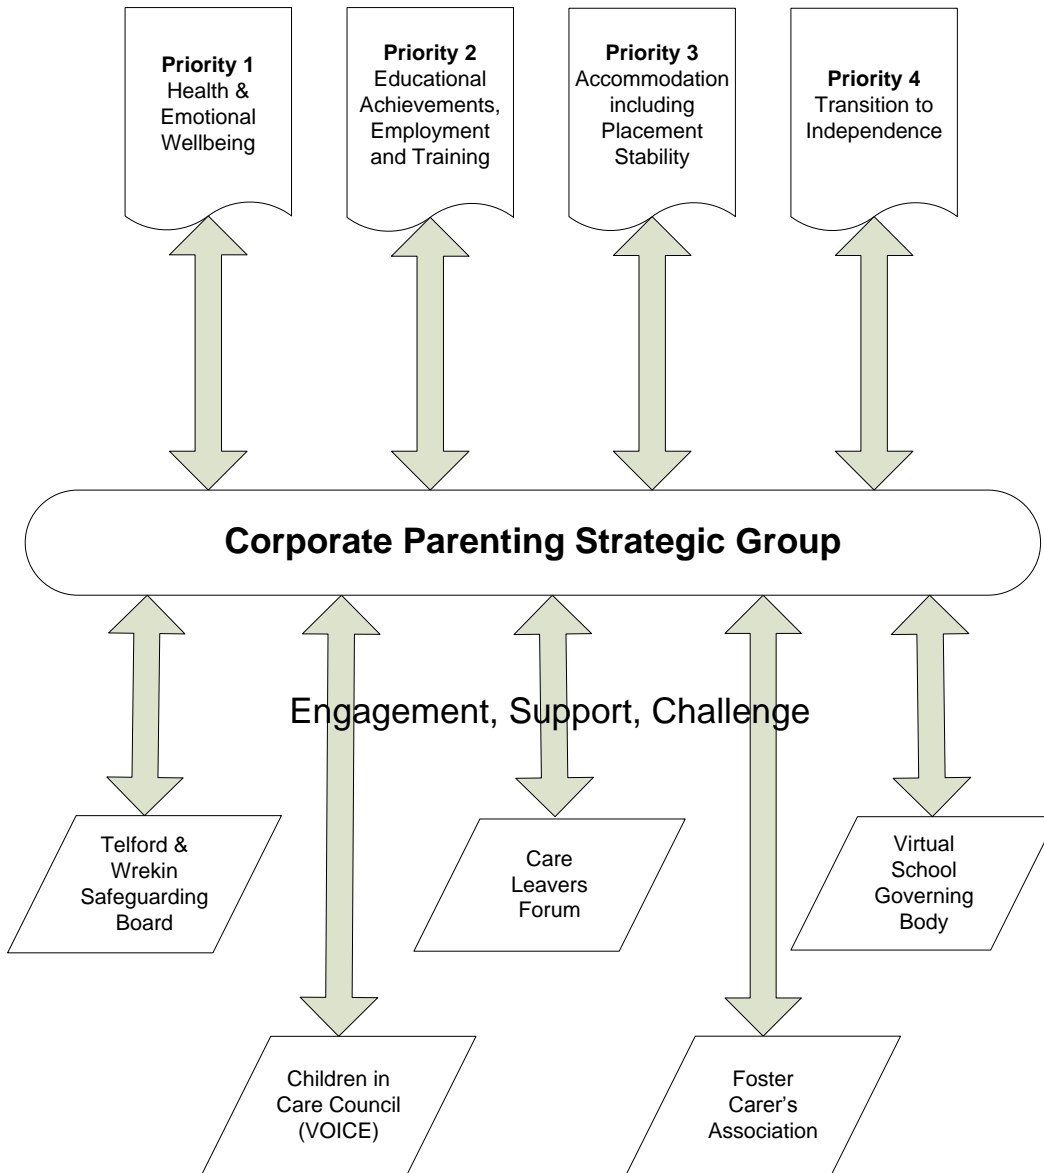 Priority 1
Health &
Emotional
Wellbeing
Priority 2
Educational
Achievements,
Employment
and Training
Priority 3
Accommodation
including
Placement
Stability
Priority 4
Transition to
Independence
Corporate Parenting Strategic Group
Engagement, Support, Challenge
Telford &
Wrekin
Safeguarding
Board
Care
Leavers
Forum
Virtual
School
Governing
Body
Children in
Care Council
(VOICE)
Foster
Carer's
Association